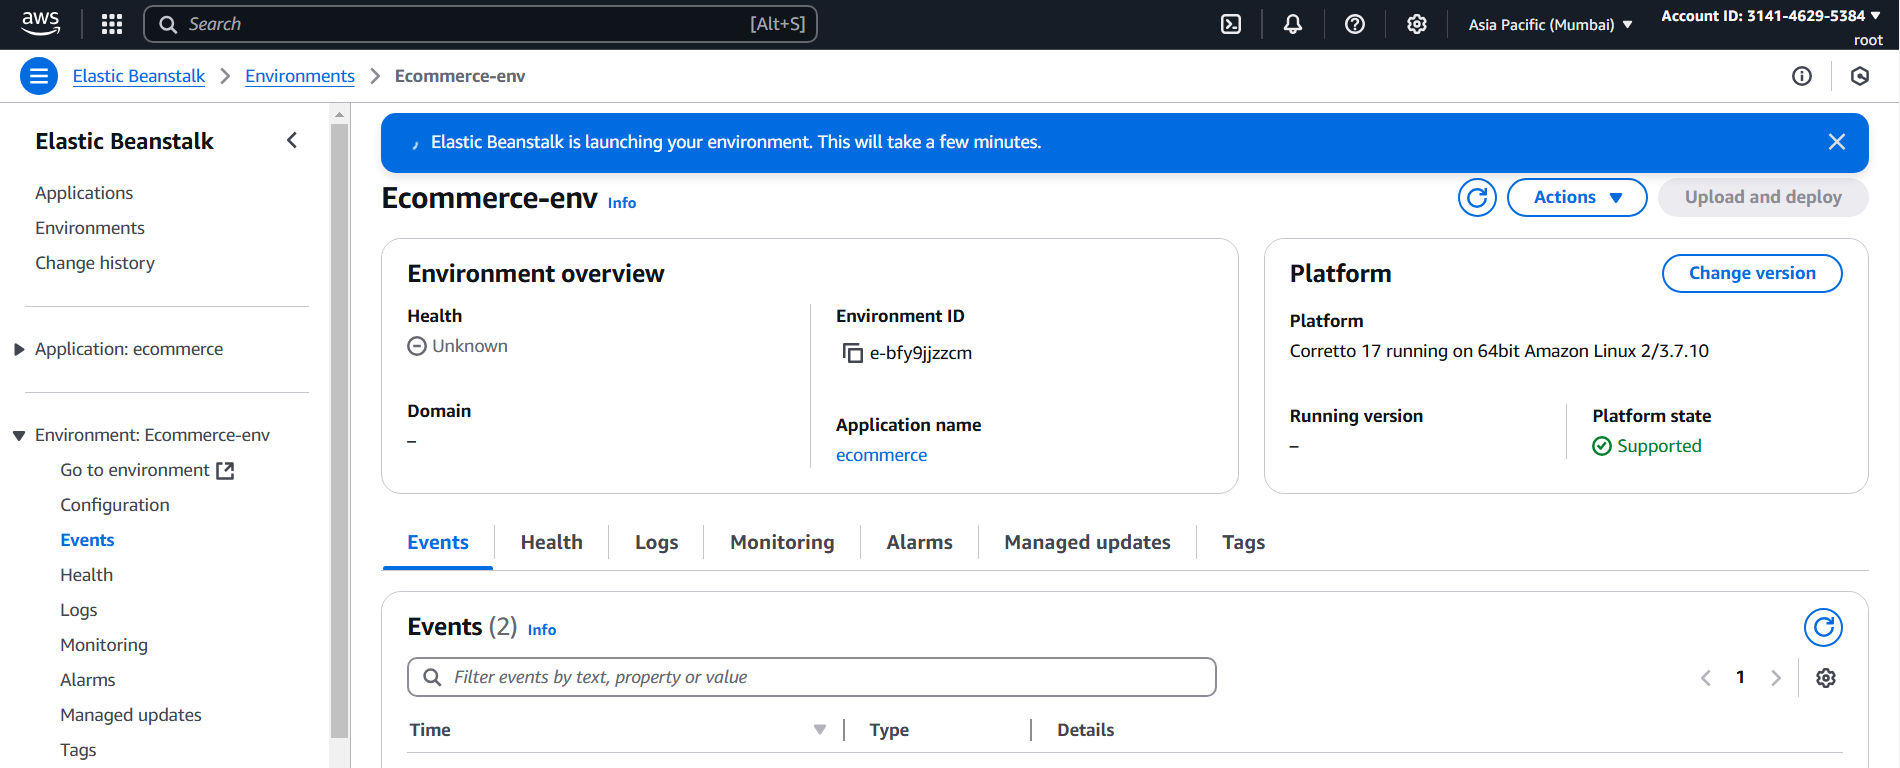 aws
Search [Alt+S]
Asia Pacific (Mumbai)
Account ID: 3141-4629-5384
root
Elastic Beanstalk Environments Ecommerce-env
Elastic Beanstalk
Applications
Environments
Change history
Application: ecommerce
Environment: Ecommerce-env
Go to environment
Configuration
Events
Health
Logs
Monitoring
Alarms
Managed updates
Tags
Elastic Beanstalk is launching your environment. This will take a few minutes.
Ecommerce-env Info
Actions
Upload and deploy
Environment overview
Health
Unknown
Domain
–
Environment ID
e-bfy9jjzzcm
Application name
ecommerce
Platform
Change version
Platform
Corretto 17 running on 64bit Amazon Linux 2/3.7.10
Running version
–
Platform state
Supported
Events Health Logs Monitoring Alarms Managed updates Tags
Events (2) Info
Filter events by text, property or value
1
Time Type Details